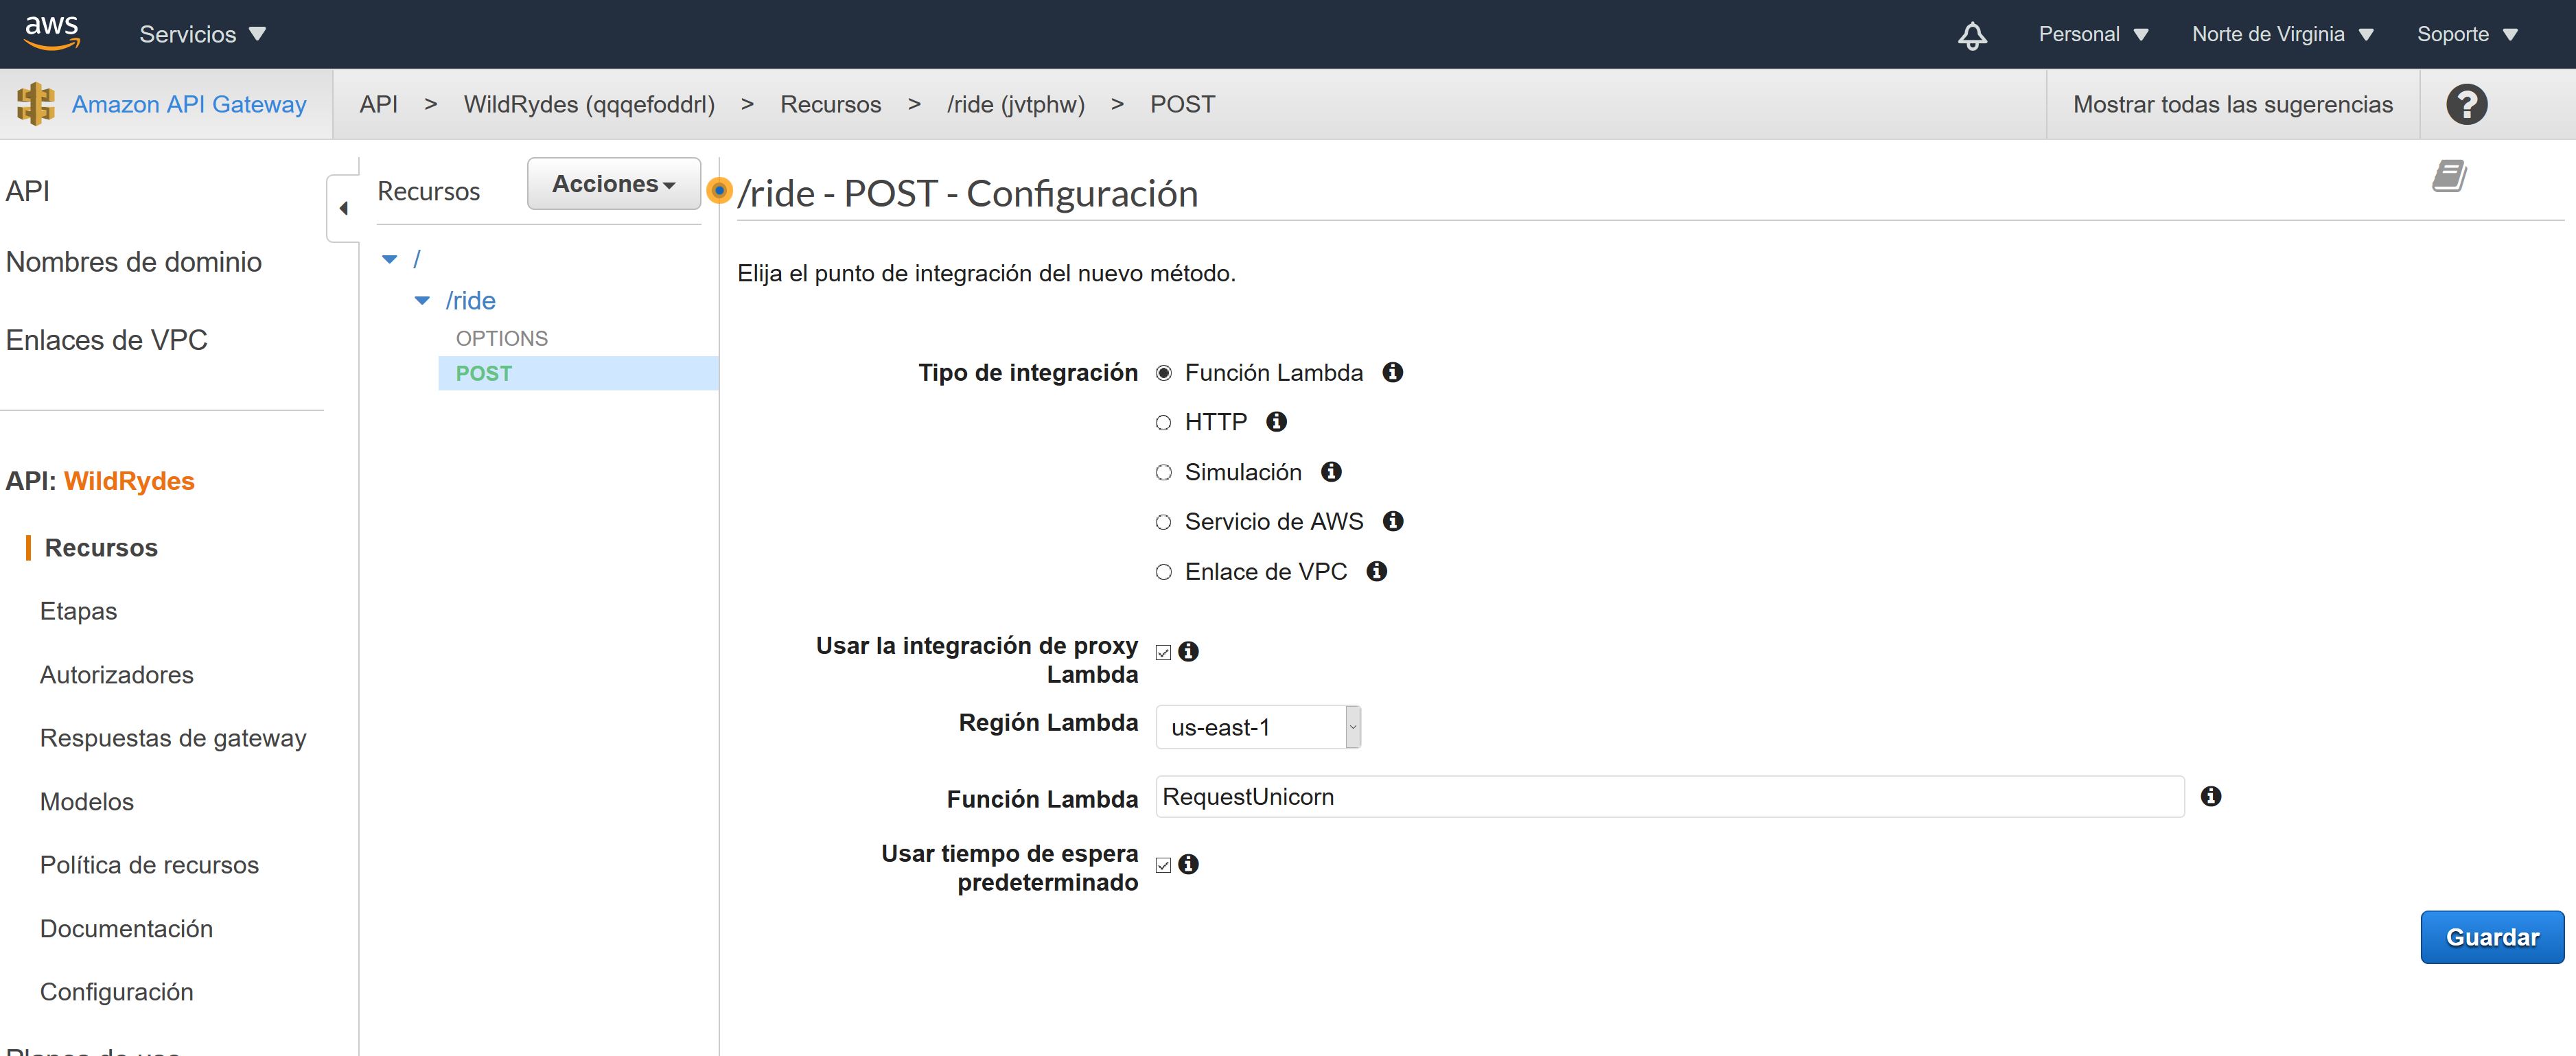 aws
Servicios
Personal
Norte de Virginia
Soporte
Amazon API Gateway
API > WildRydes (qqqefoddrl) > Recursos > /ride (jvtphw) > POST
Mostrar todas las sugerencias
?
API
Nombres de dominio
Enlaces de VPC
API: WildRydes
Recursos
Etapas
Autorizadores
Respuestas de gateway
Modelos
Política de recursos
Documentación
Configuración
Planes de uso
Recursos
Acciones
/
/ride
OPTIONS
POST
/ride - POST - Configuración
Elija el punto de integración del nuevo método.
Tipo de integración
Función Lambda
HTTP
Simulación
Servicio de AWS
Enlace de VPC
Usar la integración de proxy
Lambda
Región Lambda
us-east-1
Función Lambda
RequestUnicorn
Usar tiempo de espera
predeterminado
Guardar